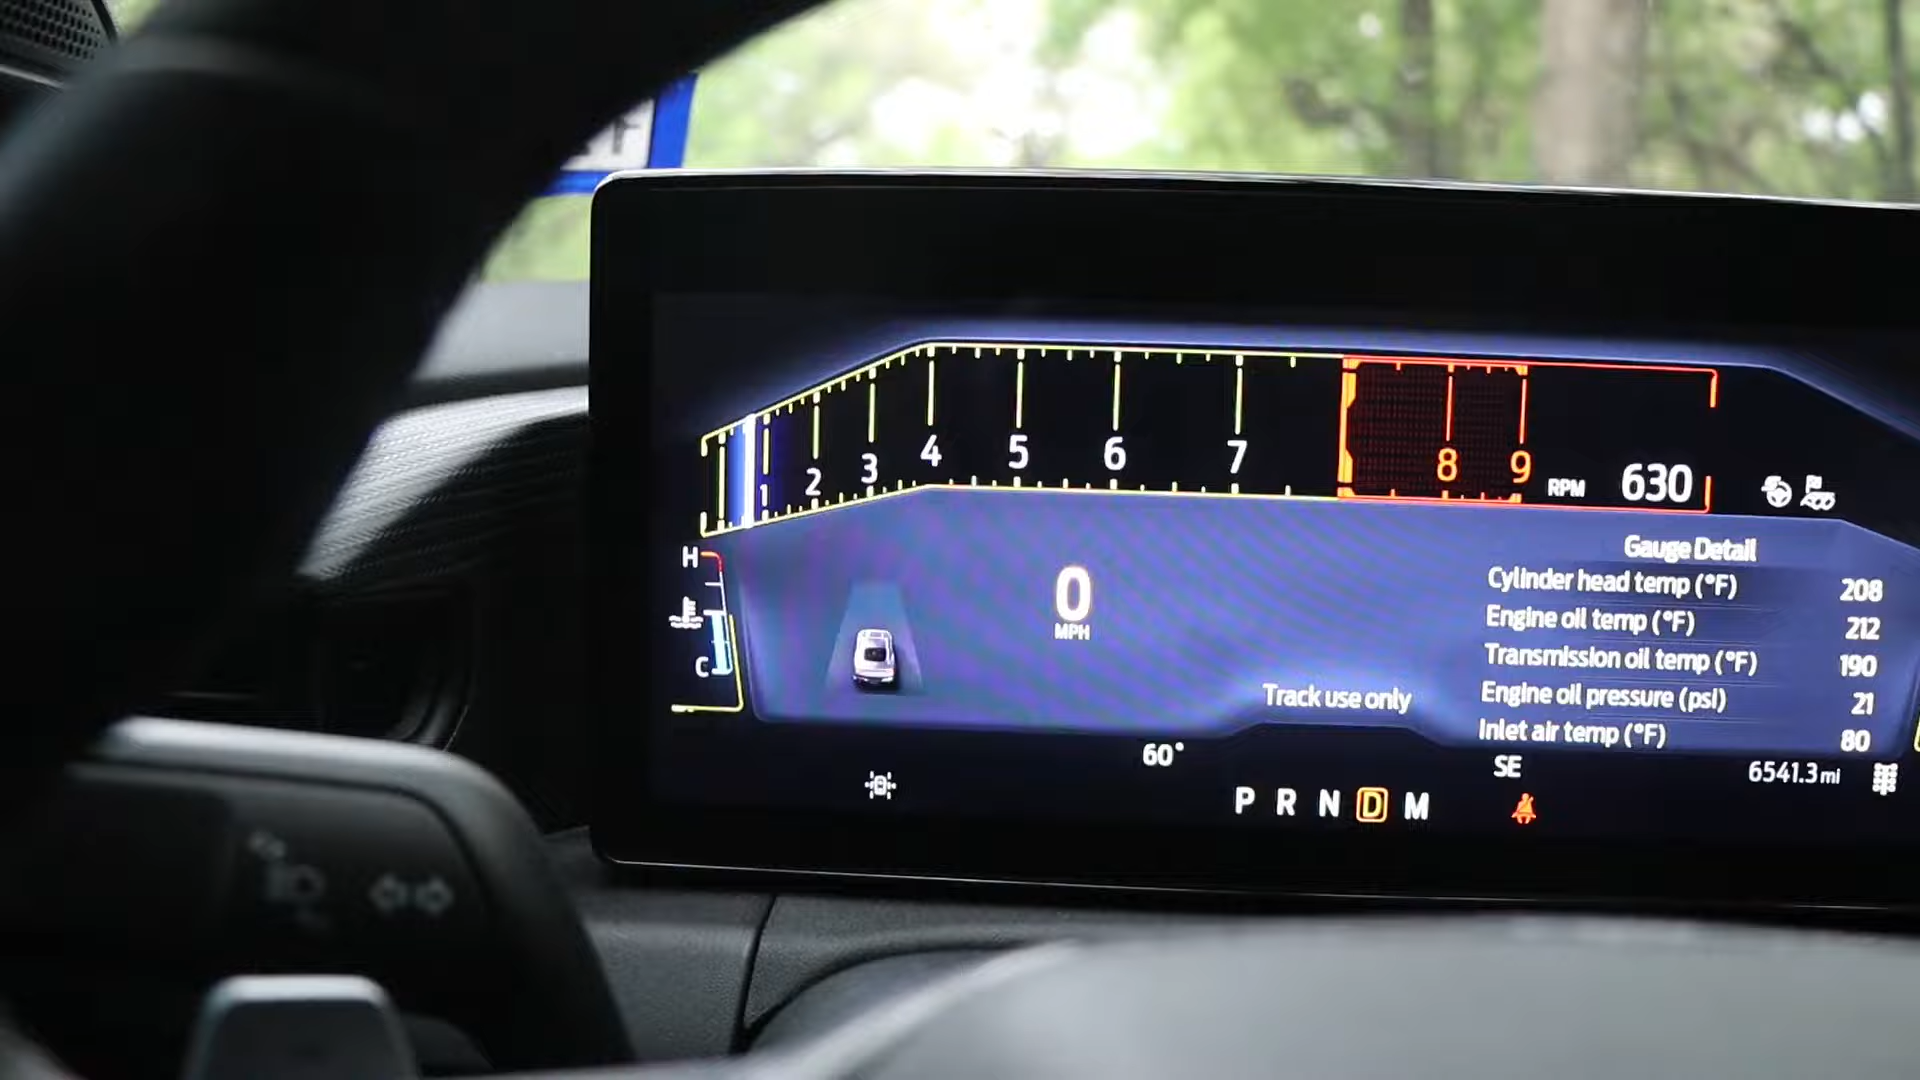 1 2 3 4 5 6 7 8 9 RPM 630
H
C
0
MPH
Gauge Detail
Cylinder head temp (°F) 208
Engine oil temp (°F) 212
Transmission oil temp (°F) 190
Engine oil pressure (psi) 21
Inlet air temp (°F) 80
Track use only
60°
SE
6541.3 mi
P R N D M